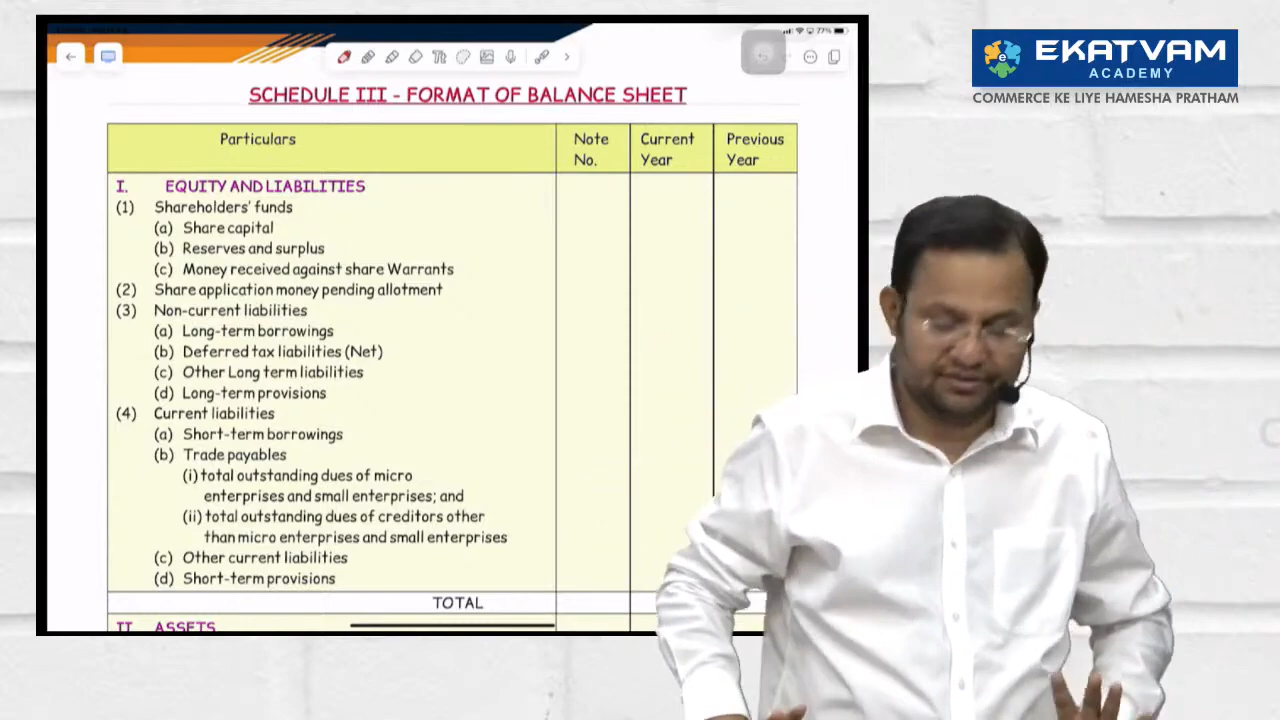 77%
EKATVAM
ACADEMY
COMMERCE KE LIYE HAMESHA PRATHAM
SCHEDULE III - FORMAT OF BALANCE SHEET
Particulars Note No. Current Year Previous Year
I. EQUITY AND LIABILITIES
(1) Shareholders' funds
(a) Share capital
(b) Reserves and surplus
(c) Money received against share Warrants
(2) Share application money pending allotment
(3) Non-current liabilities
(a) Long-term borrowings
(b) Deferred tax liabilities (Net)
(c) Other Long term liabilities
(d) Long-term provisions
(4) Current liabilities
(a) Short-term borrowings
(b) Trade payables
(i) total outstanding dues of micro
enterprises and small enterprises; and
(ii) total outstanding dues of creditors other
than micro enterprises and small enterprises
(c) Other current liabilities
(d) Short-term provisions
TOTAL
II ASSETS